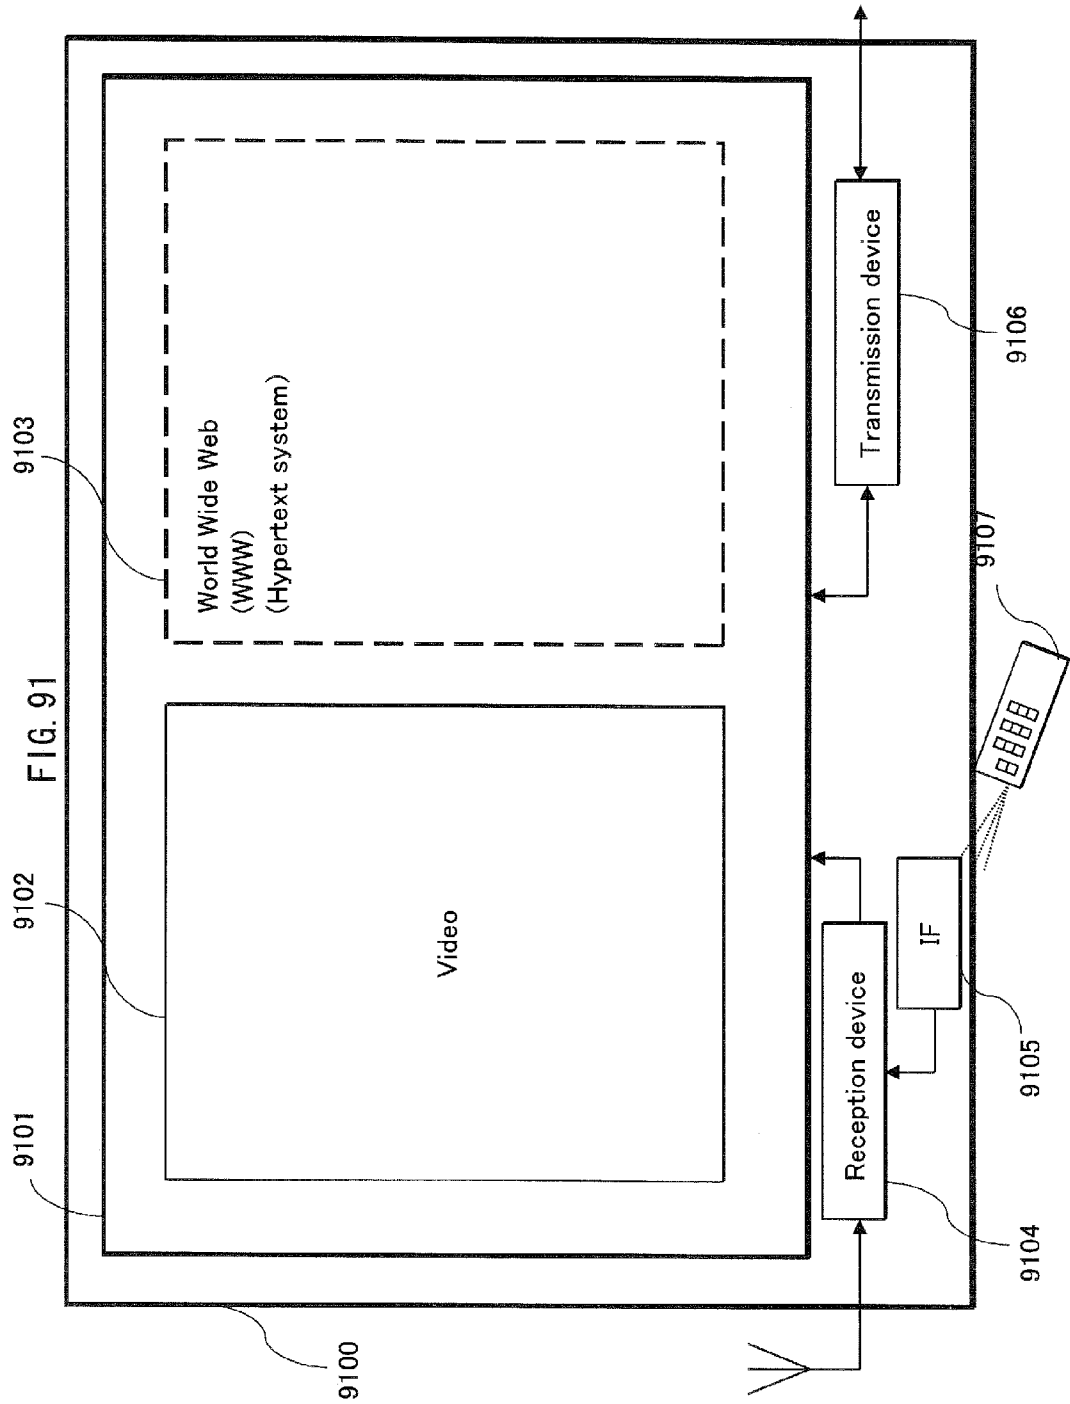 FIG. 91
9100
9101
9102
9103
Video
World Wide Web
(WWW)
(Hypertext system)
Reception device
IF
Transmission device
9104
9105
9107
9106